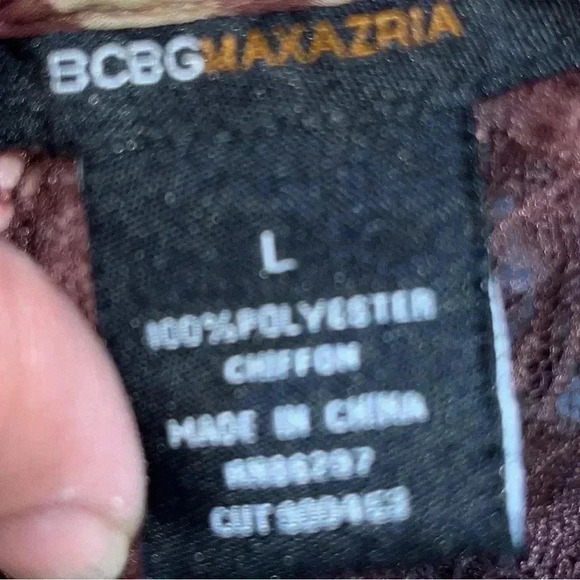 BCBGMAXAZRIA
L
100%POLYESTER
CHIFFON
MADE IN CHINA
CUT